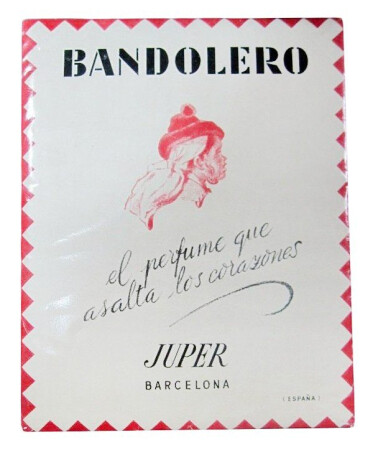 BANDOLERO
el perfume que
asalta los corazones
JUPER
BARCELONA
(ESPAÑA)